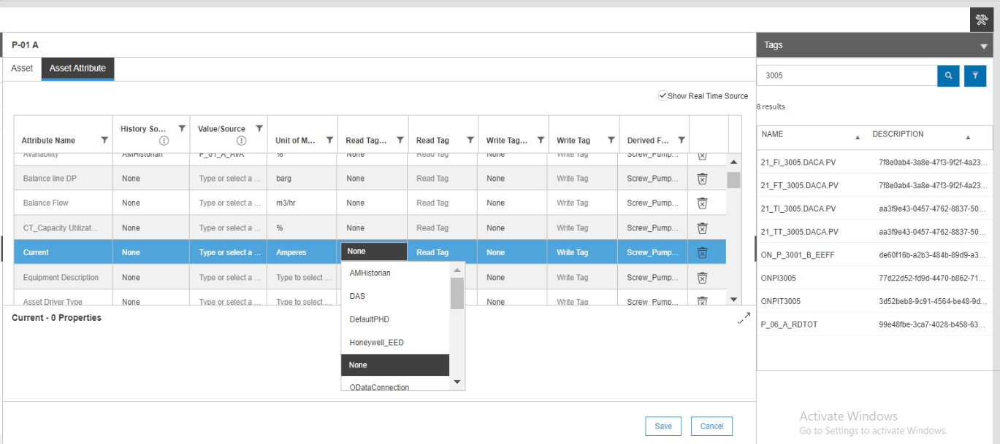 P-01 A
Asset Asset Attribute
Show Real Time Source
Attribute Name History So... Value/Source Unit of M... Read Tag... Read Tag Write Tag... Write Tag Derived F...
Availability AMHistorian P_01_A_AVA % None Read Tag None Write Tag Screw_Pump...
Balance line DP None Type or select a ... barg None Read Tag None Write Tag Screw_Pump...
Balance Flow None Type or select a ... m3/hr None Read Tag None Write Tag Screw_Pump...
CT_Capacity Utilizat... None Type or select a ... % None Read Tag None Write Tag Screw_Pump...
Current None Type or select a ... Amperes None Read Tag None Write Tag Screw_Pump...
Equipment Description None Type or select a ... Type to select ... None Write Tag Screw_Pump...
Asset Driver Type None Type or select a ... Type to select ... None Write Tag Screw_Pump...
AMHistorian
DAS
DefaultPHD
Honeywell_EED
None
ODataConnection
Current - 0 Properties
Save Cancel
Tags
3005
8 results
NAME DESCRIPTION
21_FI_3005.DACA.PV 7f8e0ab4-3a8e-47f3-9f2f-4a23...
21_FT_3005.DACA.PV 7f8e0ab4-3a8e-47f3-9f2f-4a23...
21_TI_3005.DACA.PV aa3f9e43-0457-4762-8837-50...
21_TT_3005.DACA.PV aa3f9e43-0457-4762-8837-50...
ON_P_3001_B_EEFF de60f16b-a2b3-484b-89d9-a3...
ONPI3005 77d22d52-fd9d-4470-b862-71...
ONPIT3005 3d52beb8-9c91-4564-be48-9d...
P_06_A_RDTOT 99e48fbe-3ca7-4028-b458-63...
Activate Windows
Go to Settings to activate Windows.